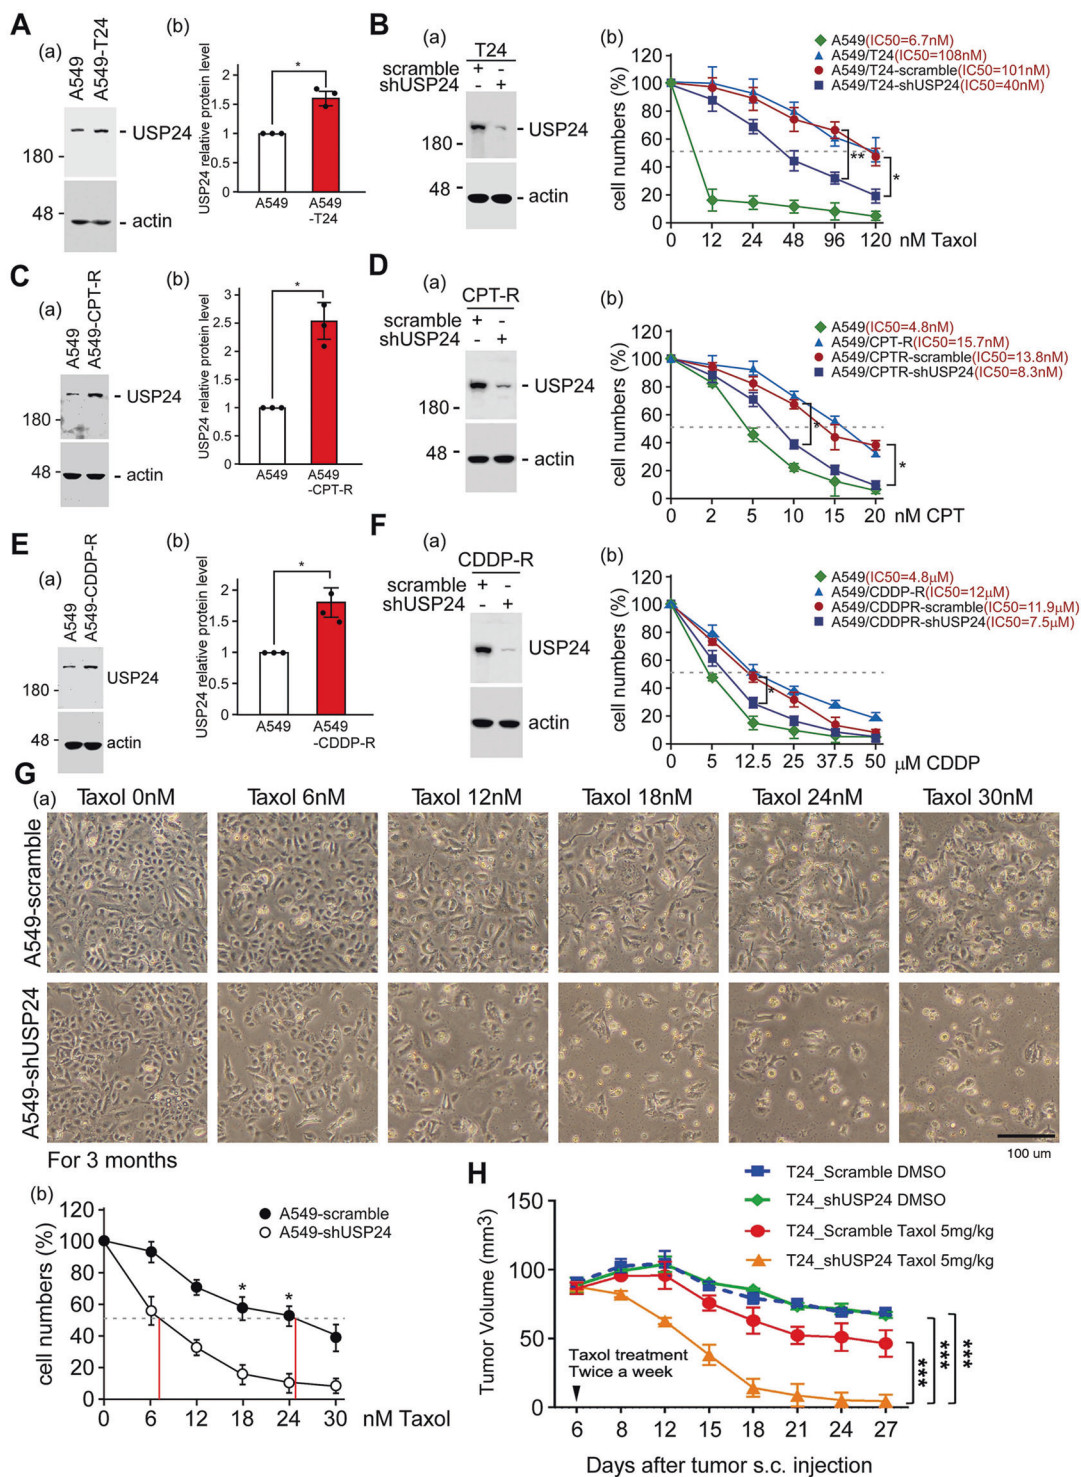 A
(a)
A549
A549-T24
USP24
180
48
actin
(b)
USP24 relative protein level
2
1.5
1
0.5
0
*
A549
A549
-T24
B
(a)
T24
scramble + -
shUSP24 - +
USP24
180
48
actin
(b)
A549(IC50=6.7nM)
A549/T24(IC50=108nM)
A549/T24-scramble(IC50=101nM)
A549/T24-shUSP24(IC50=40nM)
cell numbers (%)
120
100
80
60
40
20
0
**
*
0 12 24 48 96 120 nM Taxol
C
(a)
A549
A549-CPT-R
USP24
180
48
actin
(b)
USP24 relative protein level
3
2.5
2
1.5
1
0.5
0
*
A549
A549
-CPT-R
D
(a)
CPT-R
scramble + -
shUSP24 - +
USP24
180
48
actin
(b)
A549(IC50=4.8nM)
A549/CPT-R(IC50=15.7nM)
A549/CPTR-scramble(IC50=13.8nM)
A549/CPTR-shUSP24(IC50=8.3nM)
cell numbers (%)
120
100
80
60
40
20
0
*
*
0 2 5 10 15 20 nM CPT
E
(a)
A549
A549-CDDP-R
USP24
180
48
actin
(b)
USP24 relative protein level
2
1.5
1
0.5
0
*
A549
A549
-CDDP-R
F
(a)
CDDP-R
scramble + -
shUSP24 - +
USP24
180
48
actin
(b)
A549(IC50=4.8μM)
A549/CDDP-R(IC50=12μM)
A549/CDDPR-scramble(IC50=11.9μM)
A549/CDDPR-shUSP24(IC50=7.5μM)
cell numbers (%)
120
100
80
60
40
20
0
*
0 5 12.5 25 37.5 50 μM CDDP
G
(a)
Taxol 0nM Taxol 6nM Taxol 12nM Taxol 18nM Taxol 24nM Taxol 30nM
A549-scramble
A549-shUSP24
100 um
For 3 months
(b)
A549-scramble
A549-shUSP24
cell numbers (%)
120
100
80
60
40
20
0
* *
0 6 12 18 24 30 nM Taxol
H
T24_Scramble DMSO
T24_shUSP24 DMSO
T24_Scramble Taxol 5mg/kg
T24_shUSP24 Taxol 5mg/kg
Tumor Volume (mm3)
150
100
50
0
Taxol treatment
Twice a week
***
***
***
6 8 12 15 18 21 24 27
Days after tumor s.c. injection